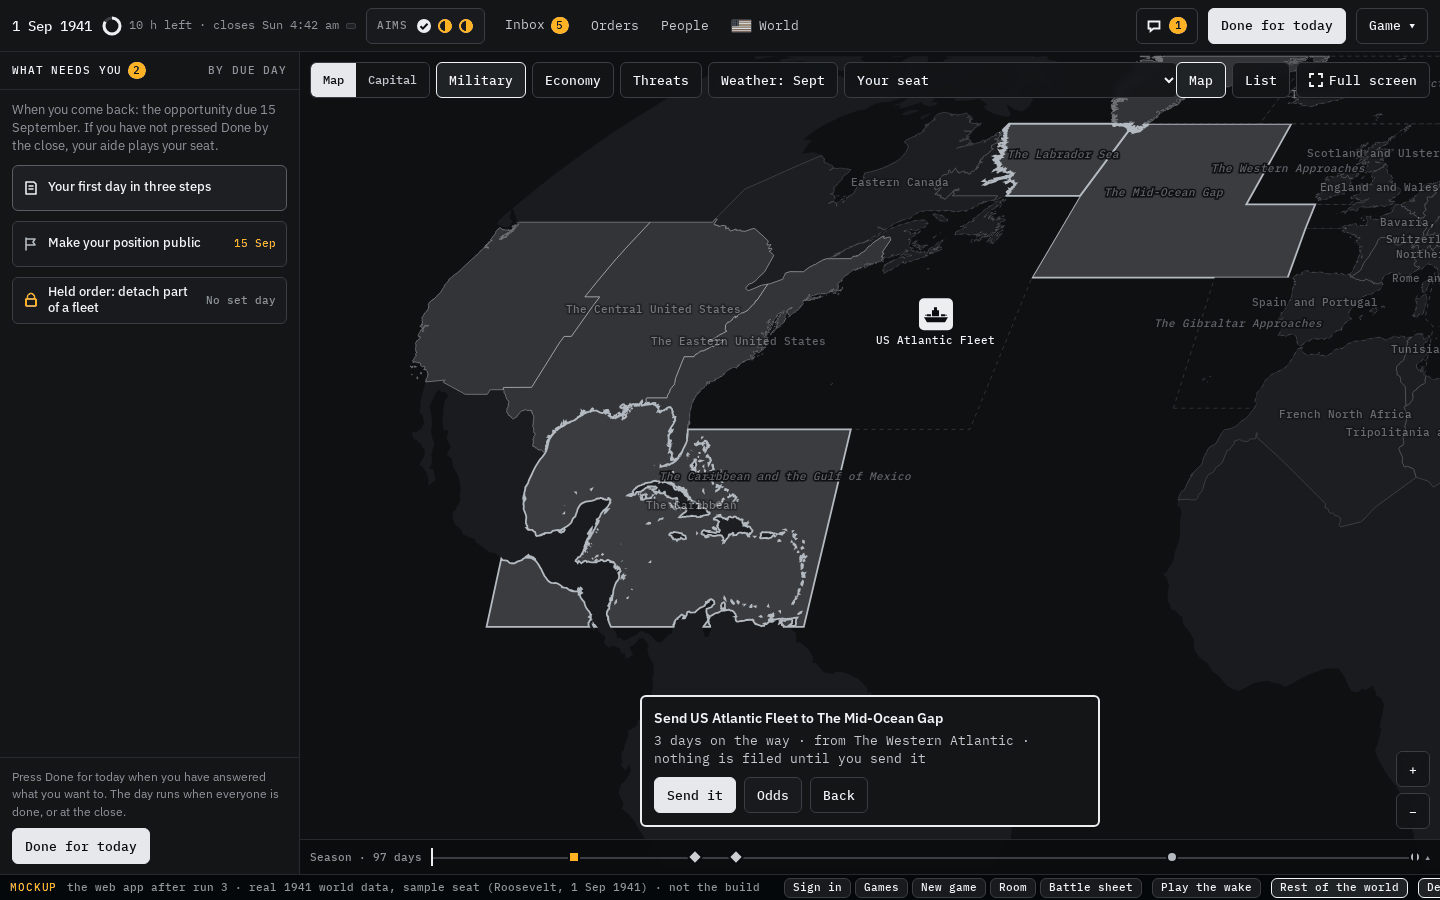 1 Sep 1941
10 h left · closes Sun 4:42 am
AIMS
Inbox 5
Orders
People
World
1
Done for today
Game ▾
WHAT NEEDS YOU 2
BY DUE DAY
When you come back: the opportunity due 15
September. If you have not pressed Done by
the close, your aide plays your seat.
Your first day in three steps
Make your position public
15 Sep
Held order: detach part
of a fleet
No set day
Press Done for today when you have answered
what you want to. The day runs when everyone is
done, or at the close.
Done for today
Map
Capital
Military
Economy
Threats
Weather: Sept
Your seat
Map
List
Full screen
The Labrador Sea
Scotland and Ulster
The Western Approaches
Eastern Canada
England and Wales
The Mid-Ocean Gap
Bavaria,
Switzerl
Northe
Rome an
Spain and Portugal
The Central United States
The Gibraltar Approaches
The Eastern United States
US Atlantic Fleet
Tunisia
French North Africa
Tripolitania a
The Caribbean and the Gulf of Mexico
The Caribbean
Send US Atlantic Fleet to The Mid-Ocean Gap
3 days on the way · from The Western Atlantic ·
nothing is filed until you send it
Send it
Odds
Back
+
−
Season · 97 days
MOCKUP
the web app after run 3 · real 1941 world data, sample seat (Roosevelt, 1 Sep 1941) · not the build
Sign in
Games
New game
Room
Battle sheet
Play the wake
Rest of the world
De